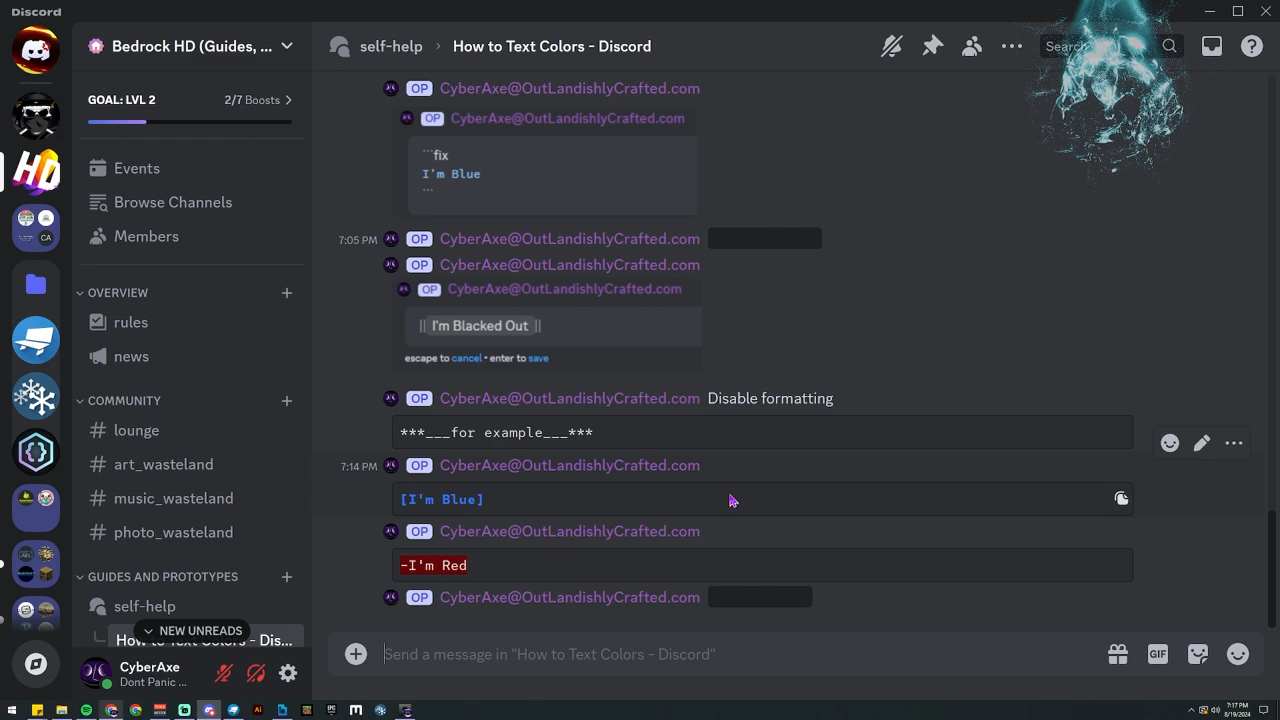 Discord
Bedrock HD (Guides, ...
self-help
How to Text Colors - Discord
Search
GOAL: LVL 2
2/7 Boosts
Events
Browse Channels
Members
OVERVIEW
rules
news
COMMUNITY
lounge
art_wasteland
music_wasteland
photo_wasteland
GUIDES AND PROTOTYPES
self-help
How to Text Colors - Dis...
NEW UNREADS
CyberAxe
Dont Panic ...
OP CyberAxe@OutLandishlyCrafted.com
OP CyberAxe@OutLandishlyCrafted.com
```fix
I'm Blue
```
7:05 PM OP CyberAxe@OutLandishlyCrafted.com
OP CyberAxe@OutLandishlyCrafted.com
OP CyberAxe@OutLandishlyCrafted.com
||I'm Blacked Out||
escape to cancel • enter to save
OP CyberAxe@OutLandishlyCrafted.com Disable formatting
***___for example___***
7:14 PM OP CyberAxe@OutLandishlyCrafted.com
[I'm Blue]
OP CyberAxe@OutLandishlyCrafted.com
-I'm Red
OP CyberAxe@OutLandishlyCrafted.com
Send a message in "How to Text Colors - Discord"
GIF
7:17 PM
8/19/2024